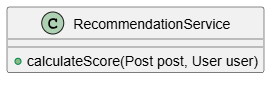 C RecommendationService
calculateScore(Post post, User user)